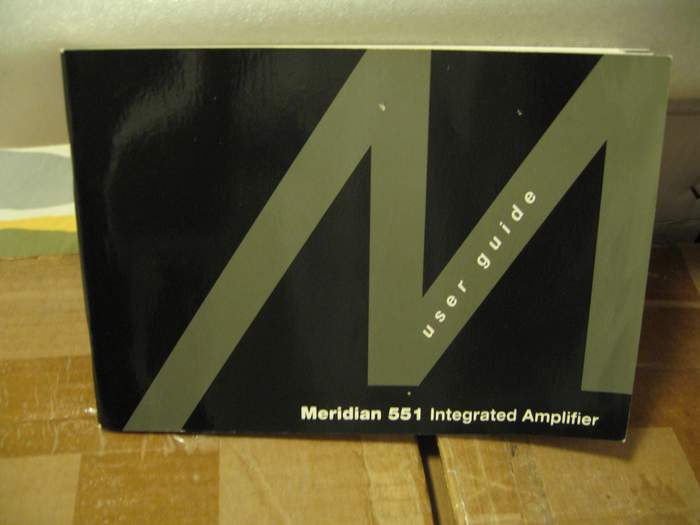 user guide
Meridian 551 Integrated Amplifier